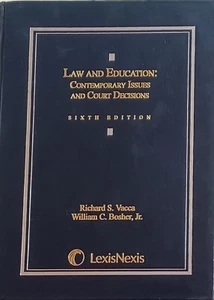 LAW AND EDUCATION:
CONTEMPORARY ISSUES
AND COURT DECISIONS
SIXTH EDITION
Richard S. Vacca
William C. Bosher, Jr.
LexisNexis